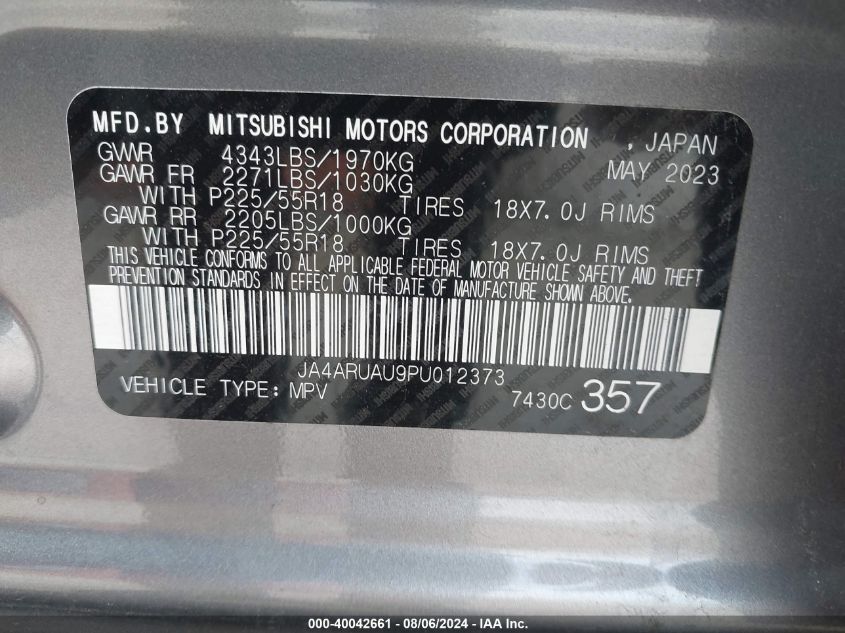 MFD.BY MITSUBISHI MOTORS CORPORATION , JAPAN
GVWR 4343LBS/1970KG MAY 2023
GAWR FR 2271LBS/1030KG
WITH P225/55R18 TIRES 18X7.0J RIMS
GAWR RR 2205LBS/1000KG
WITH P225/55R18 TIRES 18X7.0J RIMS
THIS VEHICLE CONFORMS TO ALL APPLICABLE FEDERAL MOTOR VEHICLE SAFETY AND THEFT
PREVENTION STANDARDS IN EFFECT ON THE DATE OF MANUFACTURE SHOWN ABOVE.
JA4ARUAU9PU012373
VEHICLE TYPE: MPV 7430C 357
000-40042661 - 08/06/2024 - IAA Inc.